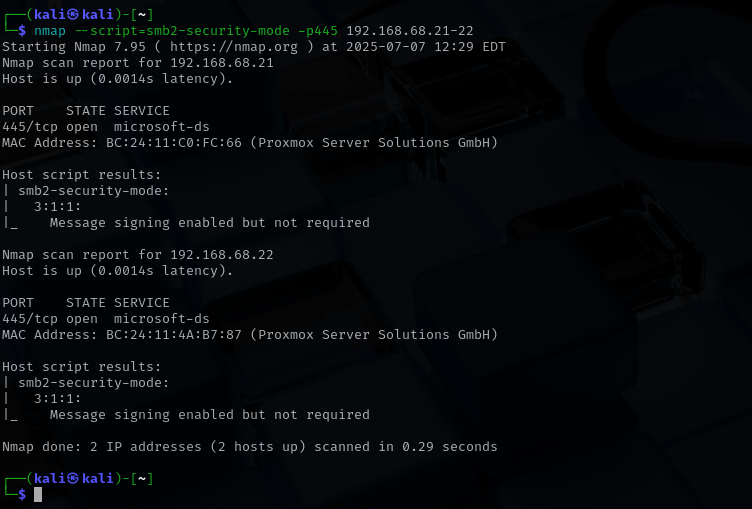 ┌──(kali㉿kali)-[~]
└─$ nmap --script=smb2-security-mode -p445 192.168.68.21-22
Starting Nmap 7.95 ( https://nmap.org ) at 2025-07-07 12:29 EDT
Nmap scan report for 192.168.68.21
Host is up (0.0014s latency).

PORT    STATE SERVICE
445/tcp open  microsoft-ds
MAC Address: BC:24:11:C0:FC:66 (Proxmox Server Solutions GmbH)

Host script results:
| smb2-security-mode:
|   3:1:1:
|_    Message signing enabled but not required

Nmap scan report for 192.168.68.22
Host is up (0.0014s latency).

PORT    STATE SERVICE
445/tcp open  microsoft-ds
MAC Address: BC:24:11:4A:B7:87 (Proxmox Server Solutions GmbH)

Host script results:
| smb2-security-mode:
|   3:1:1:
|_    Message signing enabled but not required

Nmap done: 2 IP addresses (2 hosts up) scanned in 0.29 seconds

┌──(kali㉿kali)-[~]
└─$